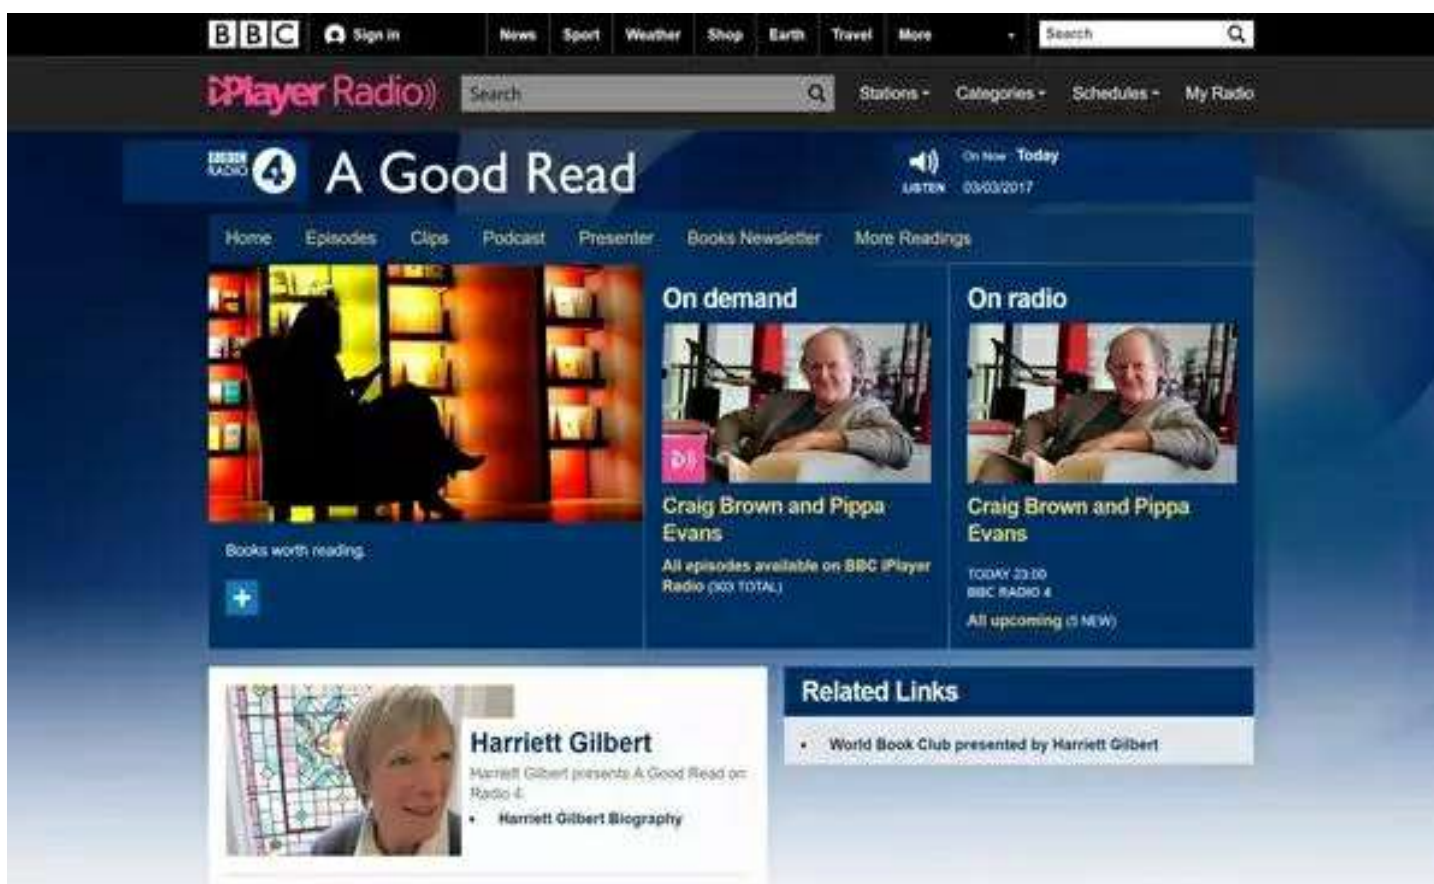 BBC Sign in News Sport Weather Shop Earth Travel More Search
iPlayer Radio Search Stations Categories Schedules My Radio
BBC RADIO 4 A Good Read LISTEN On Now Today
03/03/2017
Home Episodes Clips Podcast Presenter Books Newsletter More Readings
On demand
Craig Brown and Pippa
Evans
All episodes available on BBC iPlayer
Radio (303 TOTAL)
On radio
Craig Brown and Pippa
Evans
TODAY 23:00
BBC RADIO 4
All upcoming (5 NEW)
Books worth reading.
+
Harriett Gilbert
Harriett Gilbert presents A Good Read on
Radio 4.
• Harriett Gilbert Biography
Related Links
• World Book Club presented by Harriett Gilbert